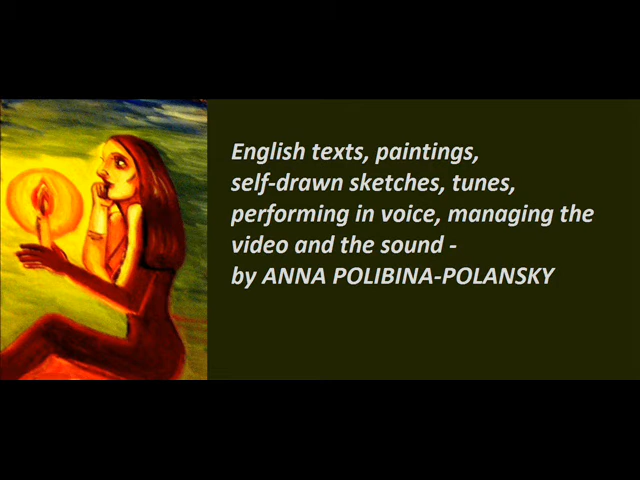 English texts, paintings,
self-drawn sketches, tunes,
performing in voice, managing the
video and the sound -
by ANNA POLIBINA-POLANSKY